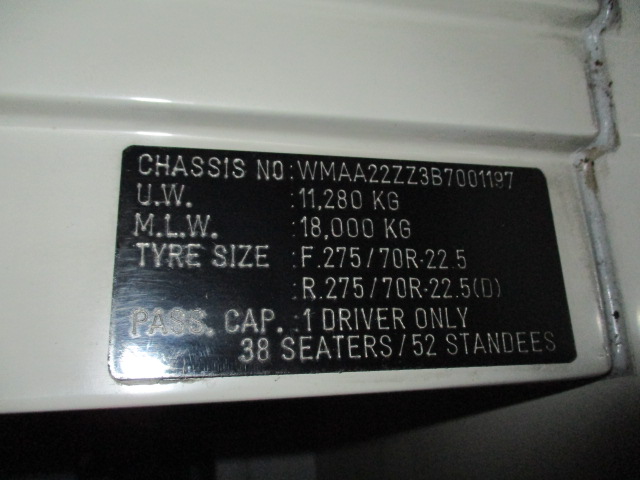 CHASSIS NO:WMAA22ZZ3B7001197
U.W. :11,280 KG
M.L.W. :18,000 KG
TYRE SIZE :F.275/70R·22.5
:R.275/70R·22.5(D)
PASS. CAP. :1 DRIVER ONLY
38 SEATERS/52 STANDEES